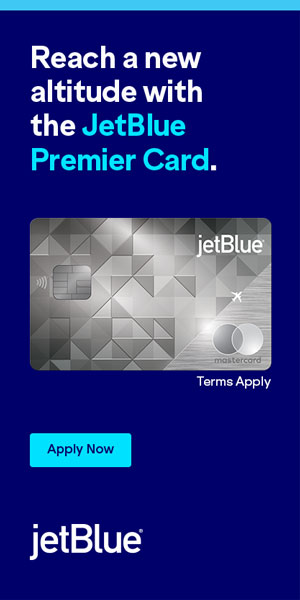 Reach a new
altitude with
the JetBlue
Premier Card.
jetBlue
mastercard
Terms Apply
Apply Now
jetBlue®